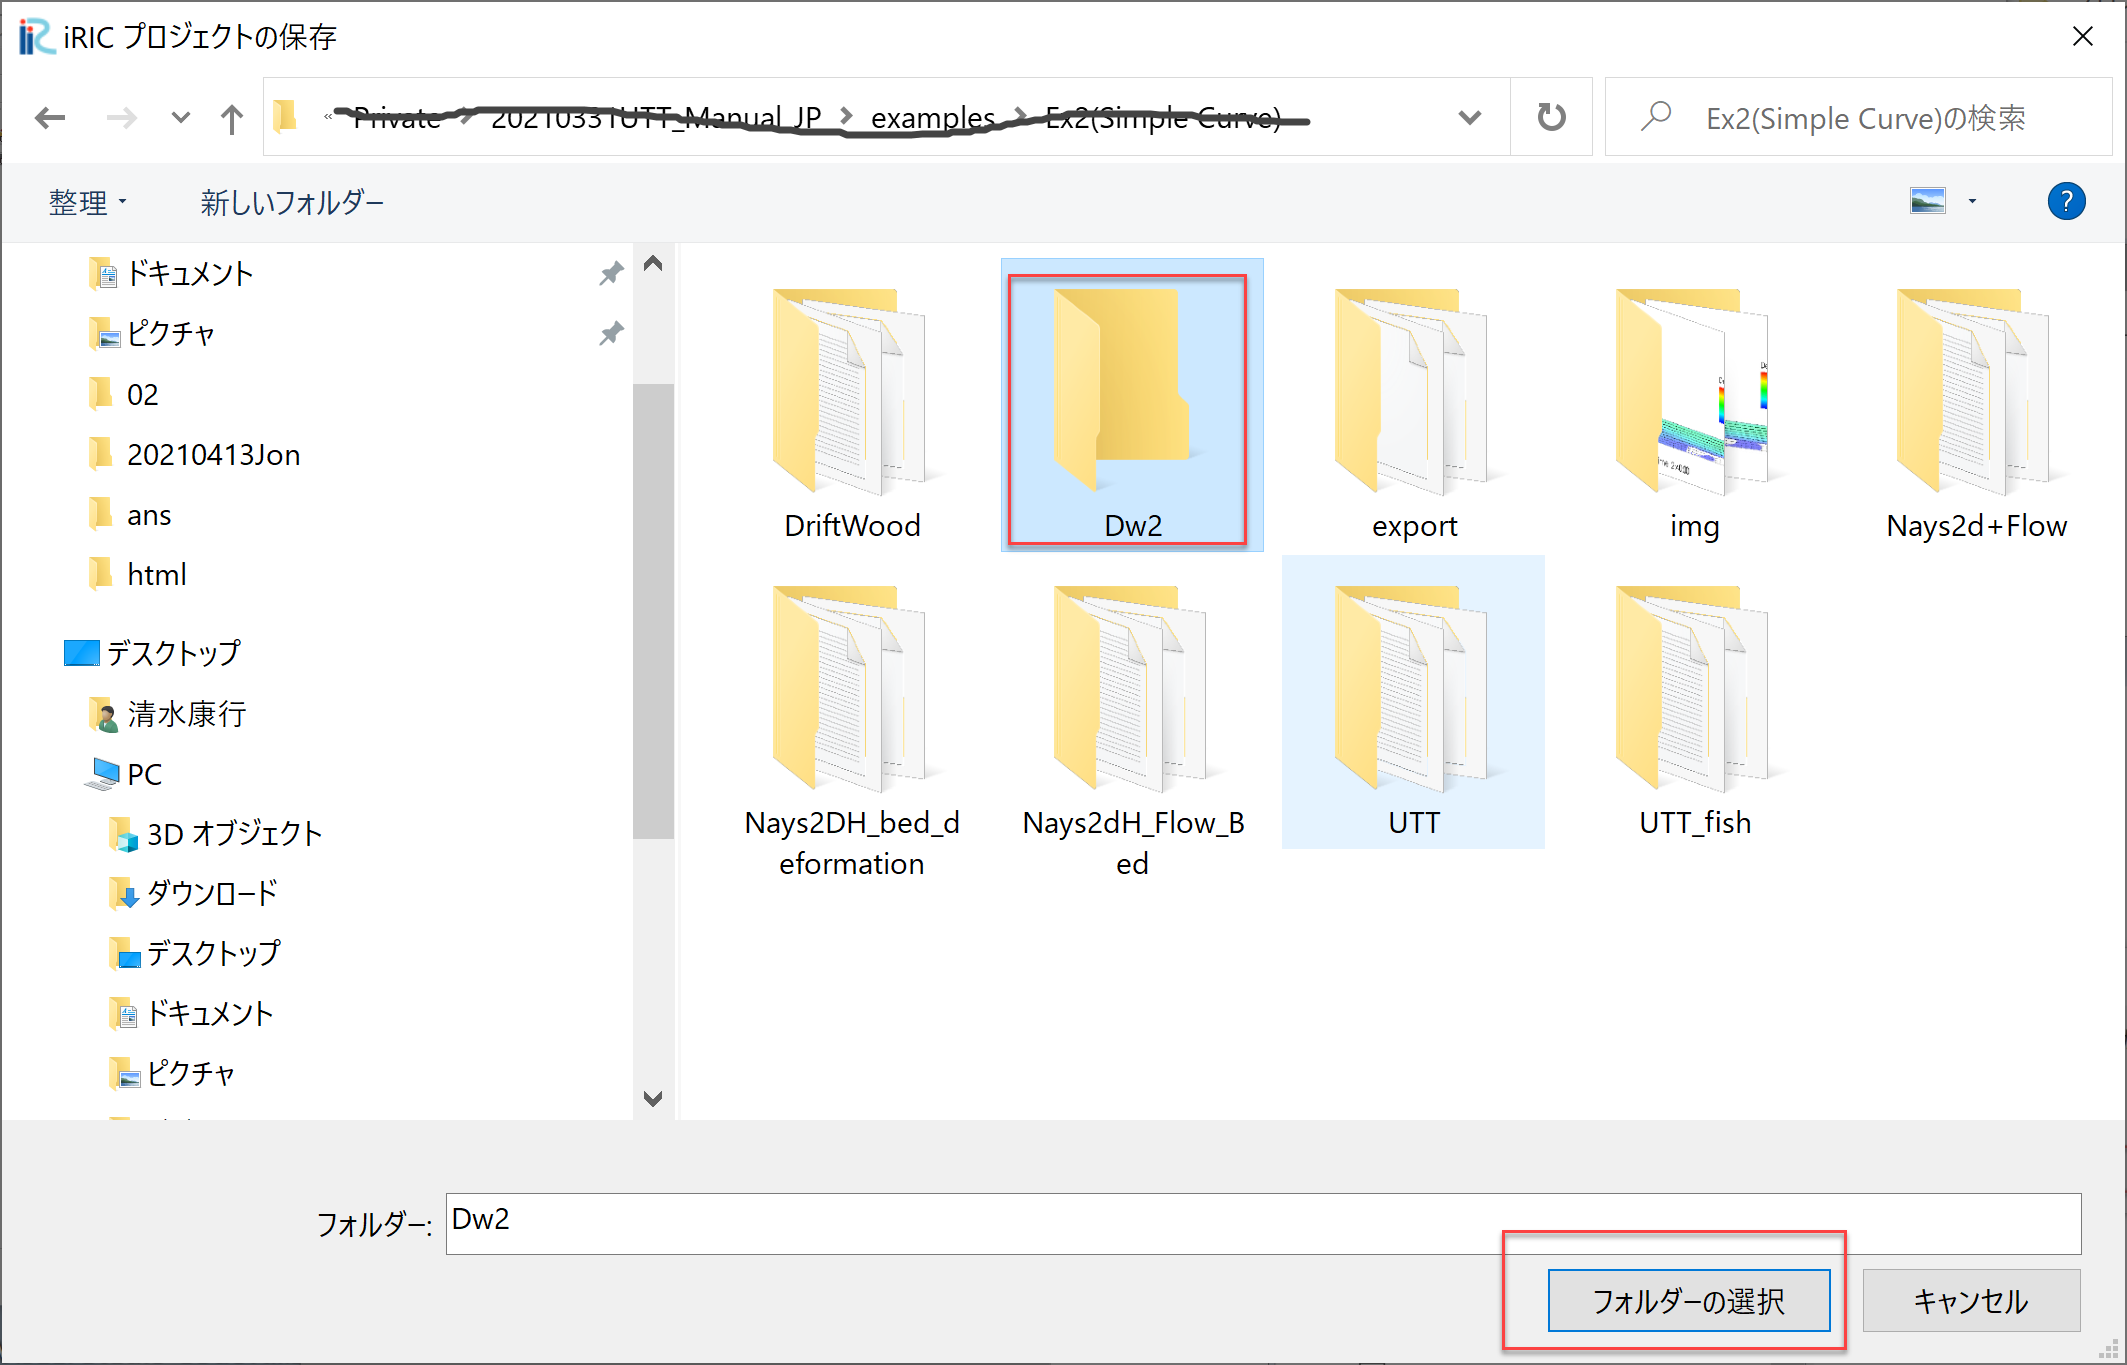 iRIC プロジェクトの保存
« Private > 20210331UTT_Manual_JP > examples > Ex2(Simple Curve)
Ex2(Simple Curve)の検索
整理
新しいフォルダー
ドキュメント
ピクチャ
02
20210413Jon
ans
html
デスクトップ
清水康行
PC
3D オブジェクト
ダウンロード
デスクトップ
ドキュメント
ピクチャ
DriftWood
Dw2
export
img
Nays2d+Flow
Nays2DH_bed_d
eformation
Nays2dH_Flow_B
ed
UTT
UTT_fish
フォルダー:
Dw2
フォルダーの選択
キャンセル